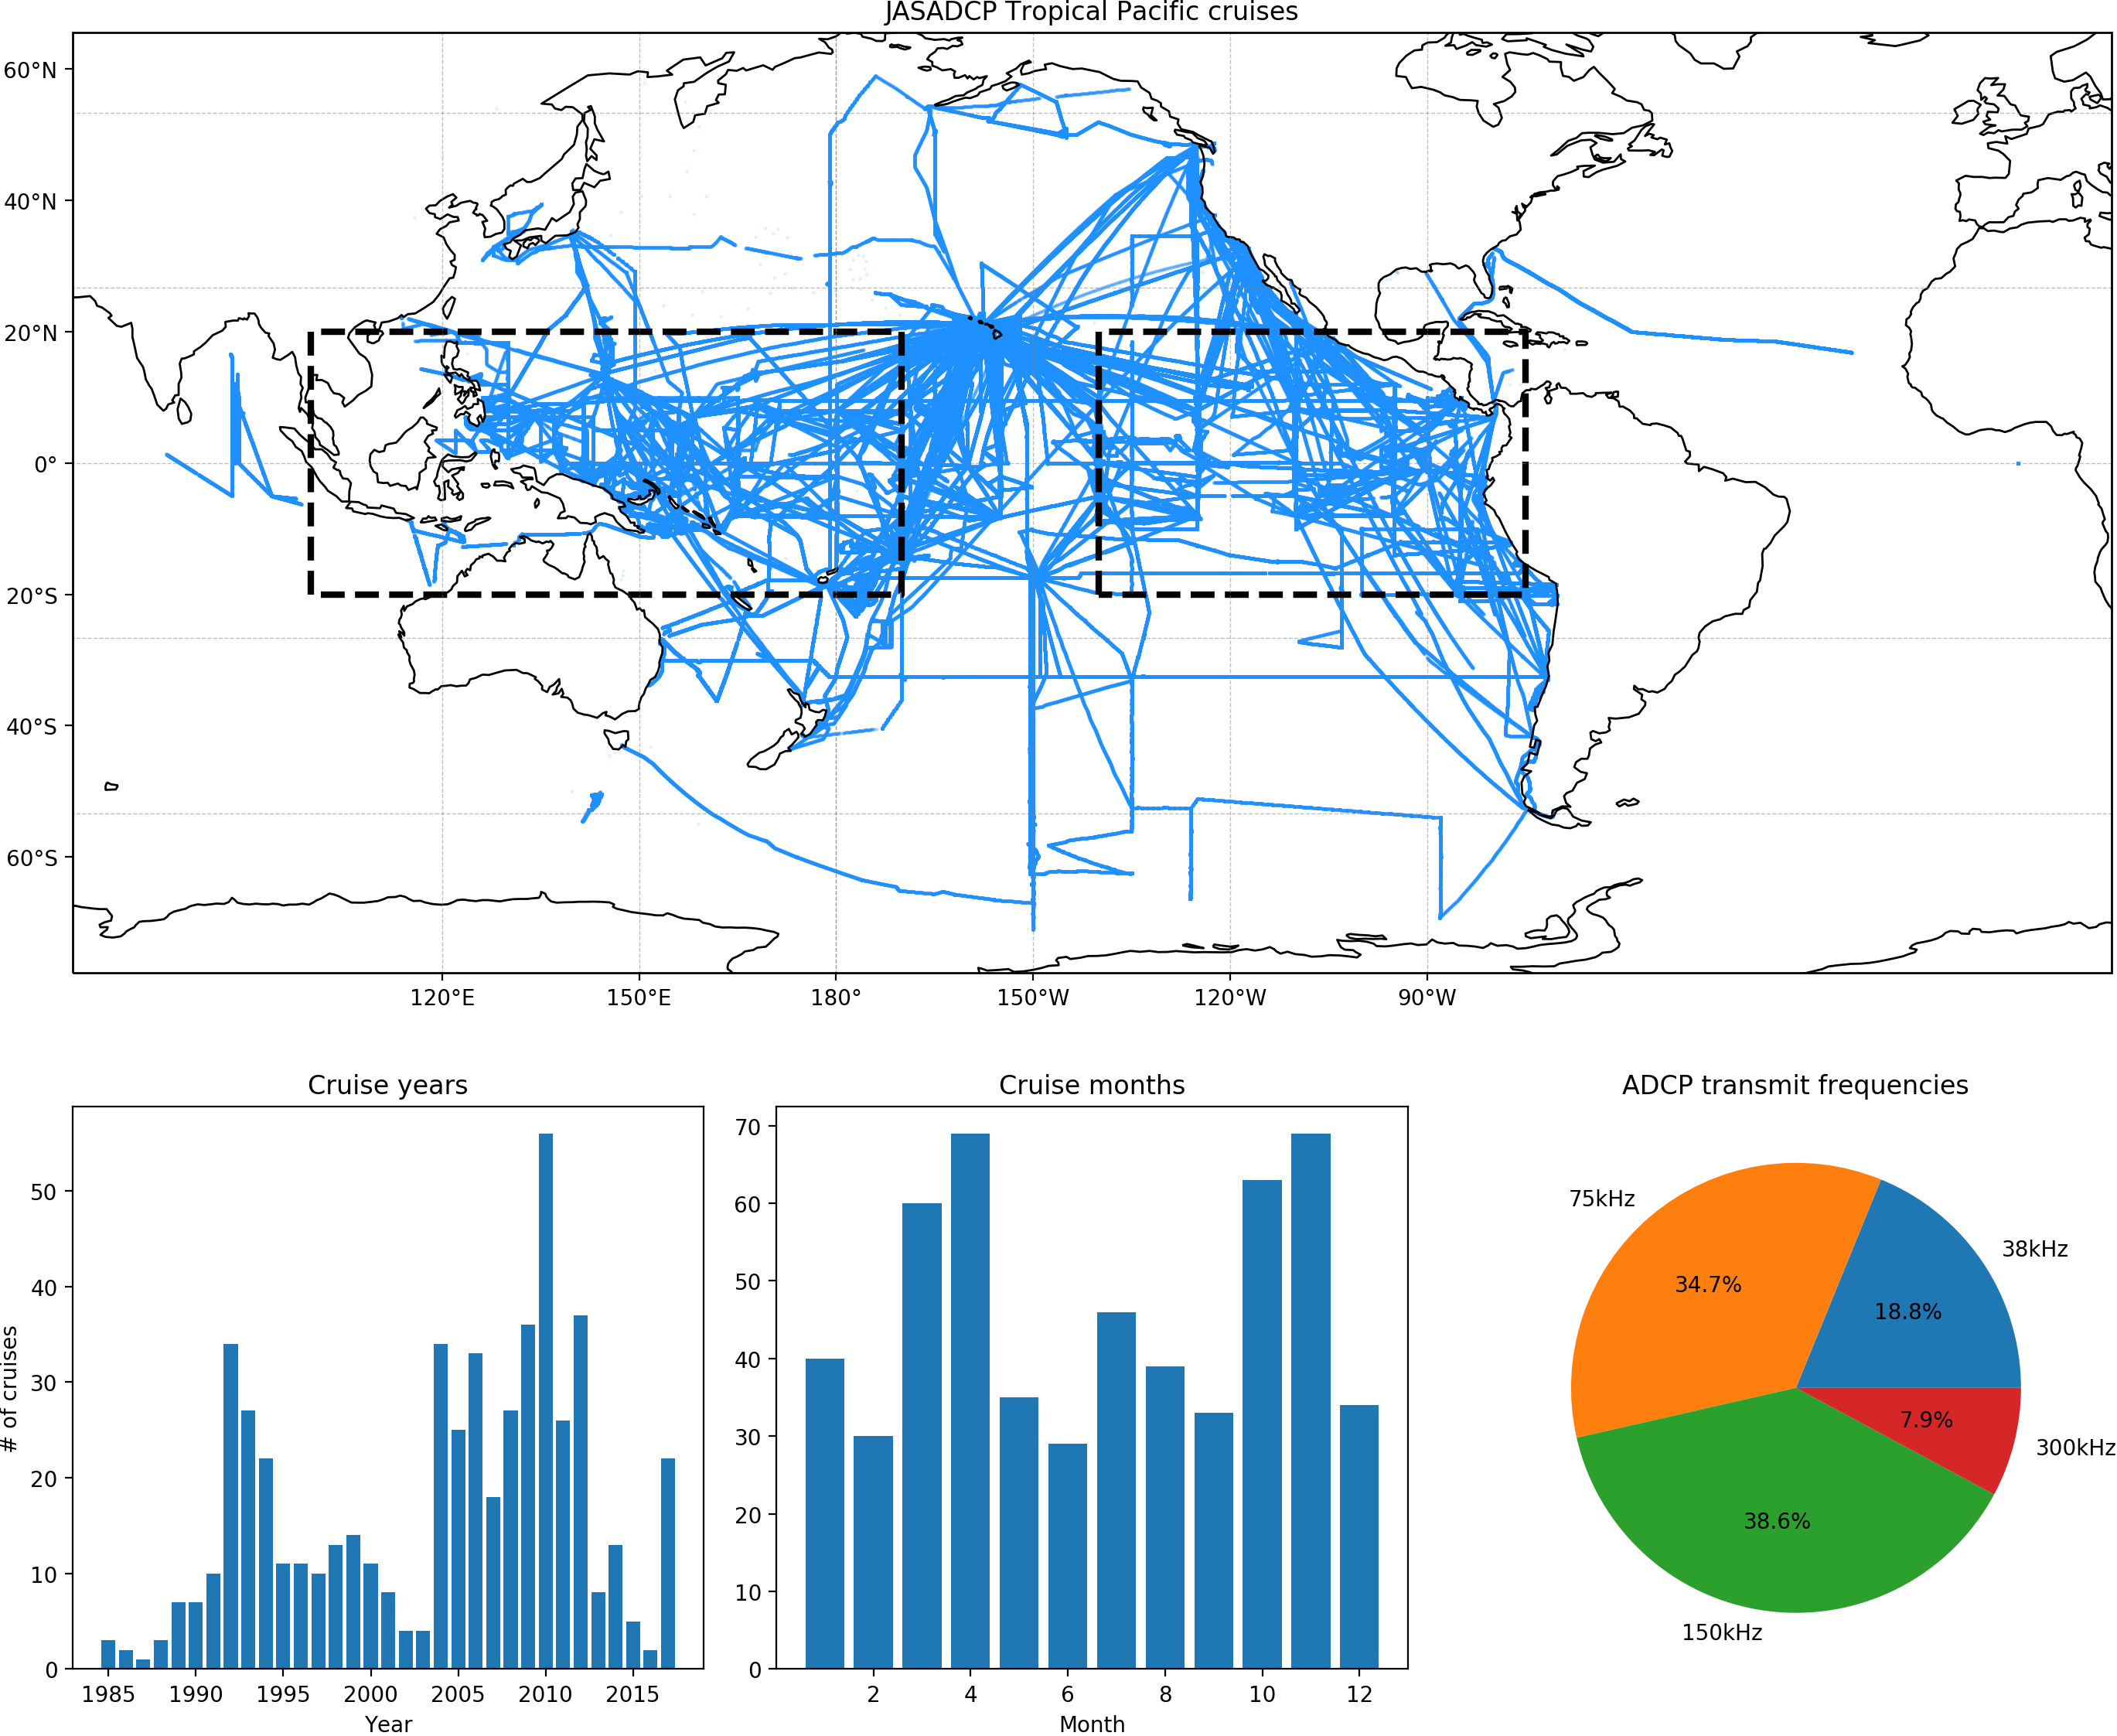 JASADCP Tropical Pacific cruises
60°N
40°N
20°N
0°
20°S
40°S
60°S
120°E 150°E 180° 150°W 120°W 90°W
Cruise years
# of cruises
50
40
30
20
10
0
1985 1990 1995 2000 2005 2010 2015
Year
Cruise months
70
60
50
40
30
20
10
0
2 4 6 8 10 12
Month
ADCP transmit frequencies
75kHz
38kHz
34.7%
18.8%
7.9%
300kHz
38.6%
150kHz